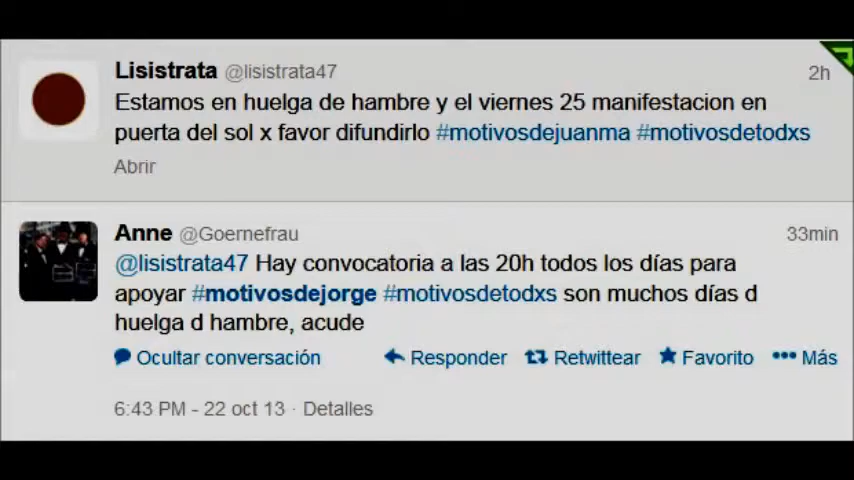 Lisistrata @lisistrata47 2h
Estamos en huelga de hambre y el viernes 25 manifestacion en
puerta del sol x favor difundirlo #motivosdejuanma #motivosdetodxs
Abrir
Anne @Goernefrau 33min
@lisistrata47 Hay convocatoria a las 20h todos los días para
apoyar #motivosdejorge #motivosdetodxs son muchos días d
huelga d hambre, acude
Ocultar conversación Responder Retwittear Favorito Más
6:43 PM - 22 oct 13 · Detalles